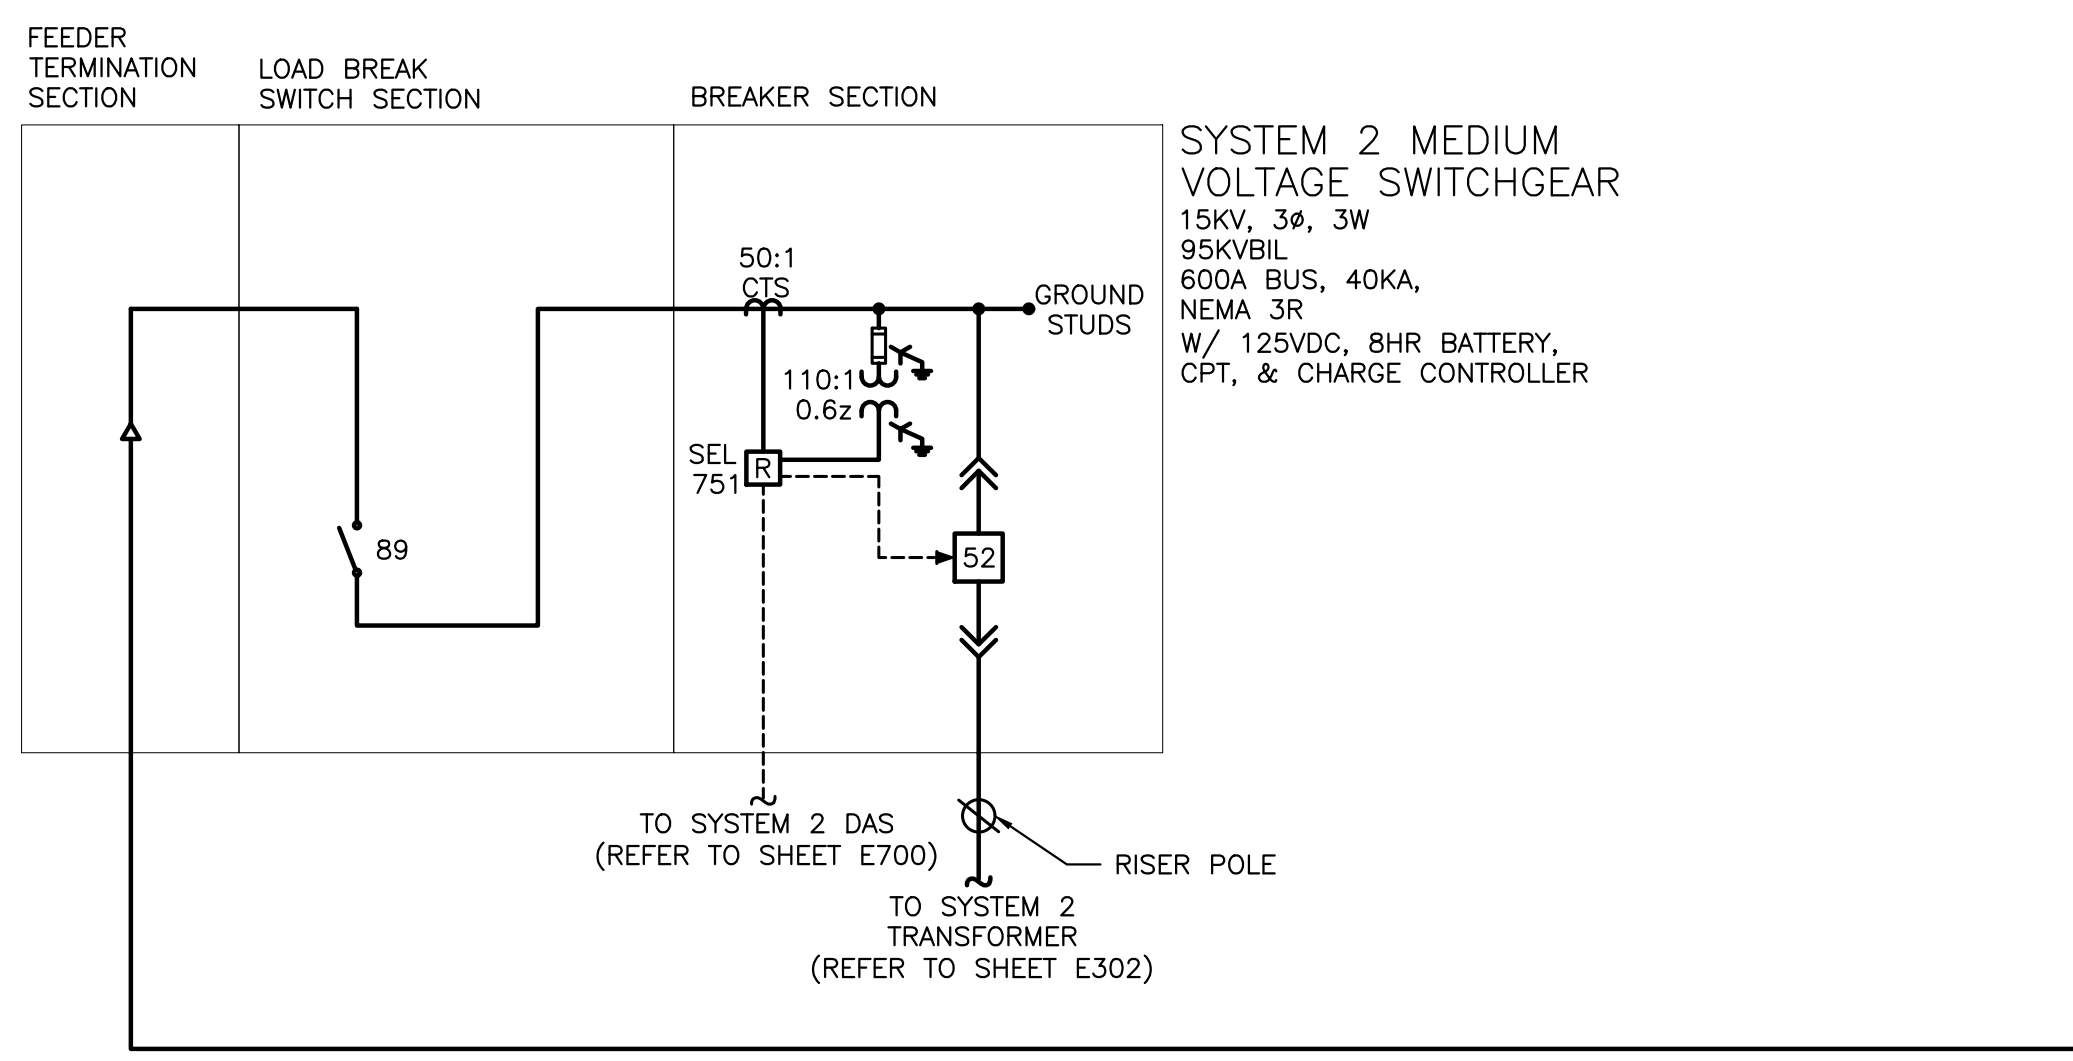 FEEDER
TERMINATION
SECTION
LOAD BREAK
SWITCH SECTION
BREAKER SECTION
SYSTEM 2 MEDIUM
VOLTAGE SWITCHGEAR
15KV, 3ø, 3W
95KVBIL
600A BUS, 40KA,
NEMA 3R
W/ 125VDC, 8HR BATTERY,
CPT, & CHARGE CONTROLLER
50:1
CTS
GROUND
STUDS
110:1
0.6z
SEL
751
R
89
52
TO SYSTEM 2 DAS
(REFER TO SHEET E700)
RISER POLE
TO SYSTEM 2
TRANSFORMER
(REFER TO SHEET E302)